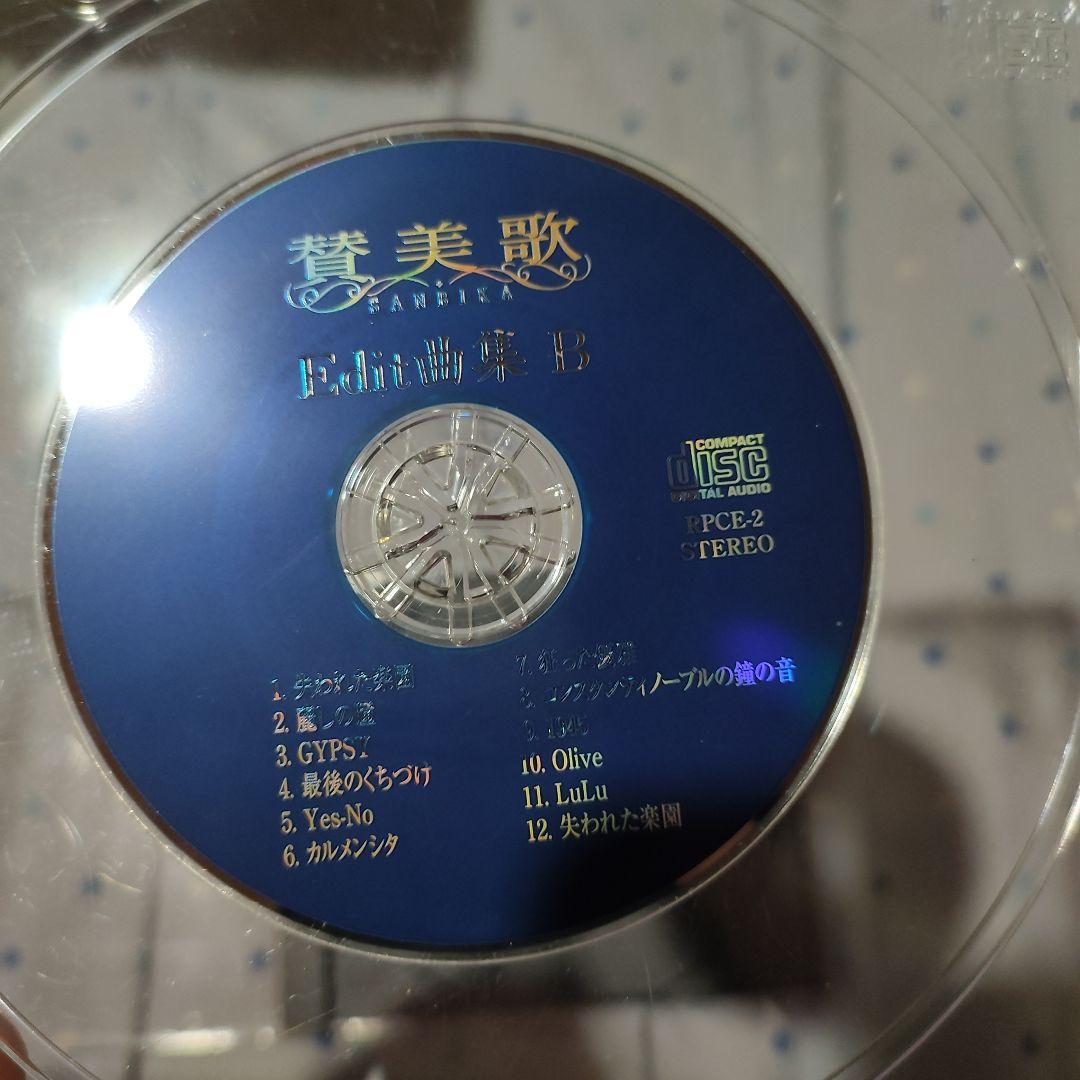 賛美歌
SANBIKA
Edit曲集 B
COMPACT
disc
DIGITAL AUDIO
RPCE-2
STEREO
1. 失われた楽園
2. 麗しの
3. GYPSY
4. 最後のくちづけ
5. Yes-No
6. カルメンシタ
7. 狂った
8. コンスタンティノープルの鐘の音
9. 1945
10. Olive
11. LuLu
12. 失われた楽園